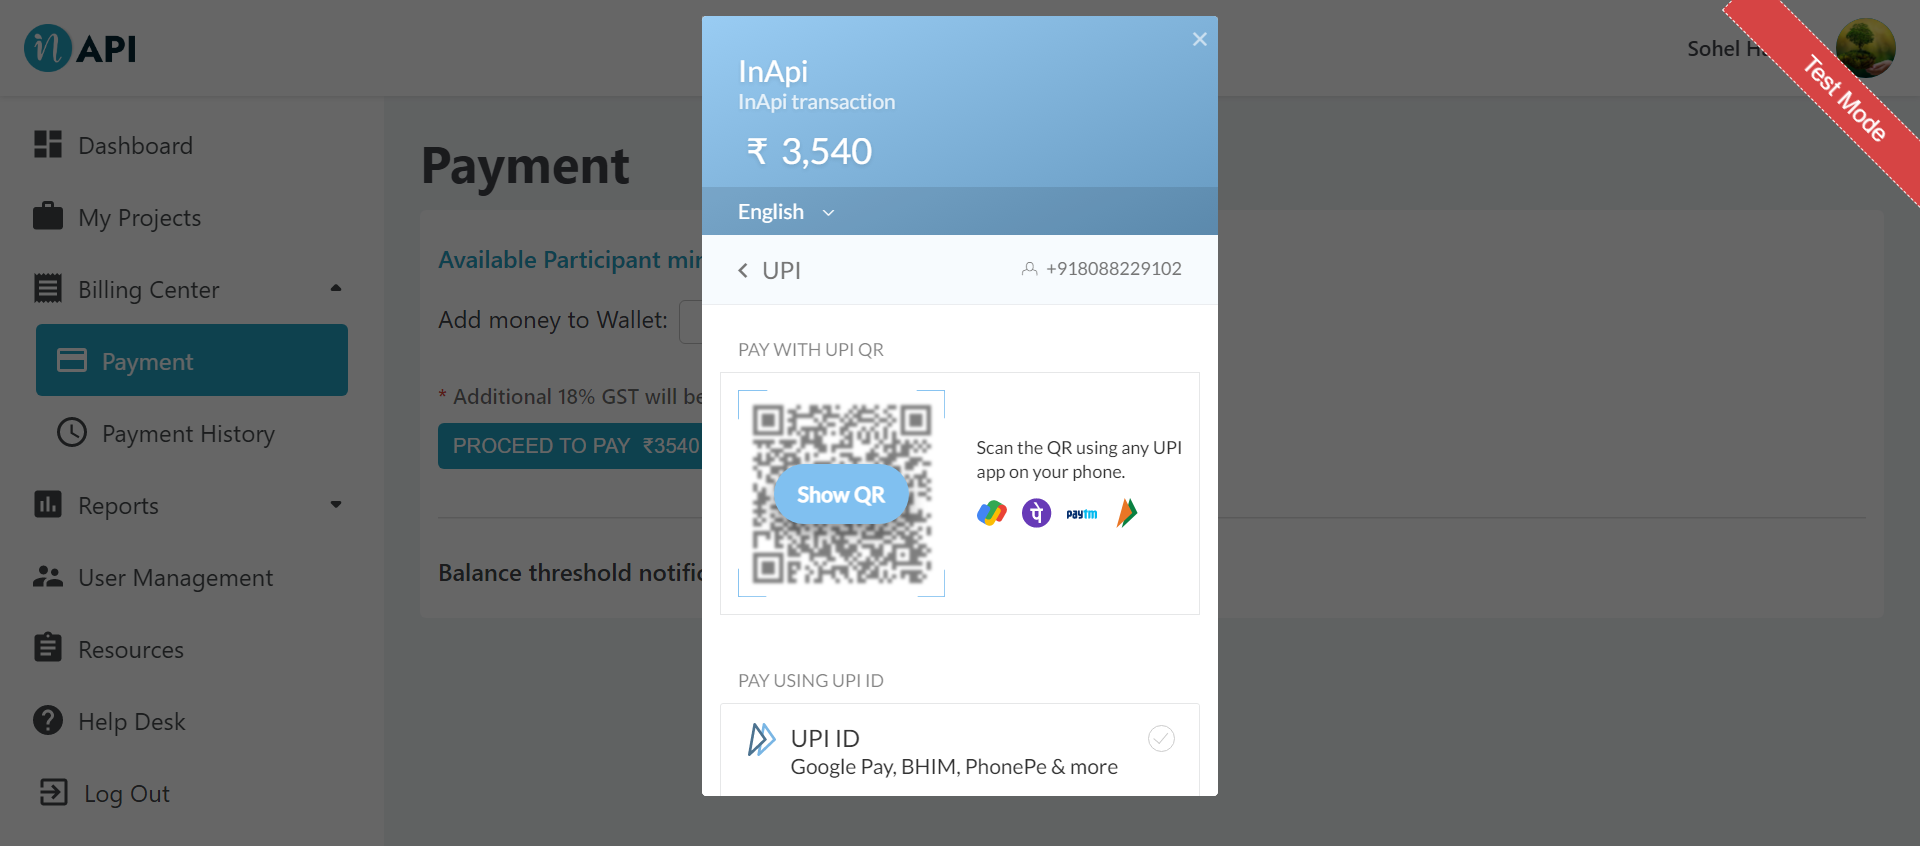 in API
Sohel
Test Mode
Dashboard
My Projects
Billing Center
Payment
Payment History
Reports
User Management
Resources
Help Desk
Log Out
Payment
Available Participant
Add money to Wallet:
* Additional 18% GST will be
PROCEED TO PAY ₹3540
Balance threshold
InApi
InApi transaction
₹ 3,540
English
UPI
+918088229102
PAY WITH UPI QR
Show QR
Scan the QR using any UPI
app on your phone.
पे
paytm
PAY USING UPI ID
UPI ID
Google Pay, BHIM, PhonePe & more